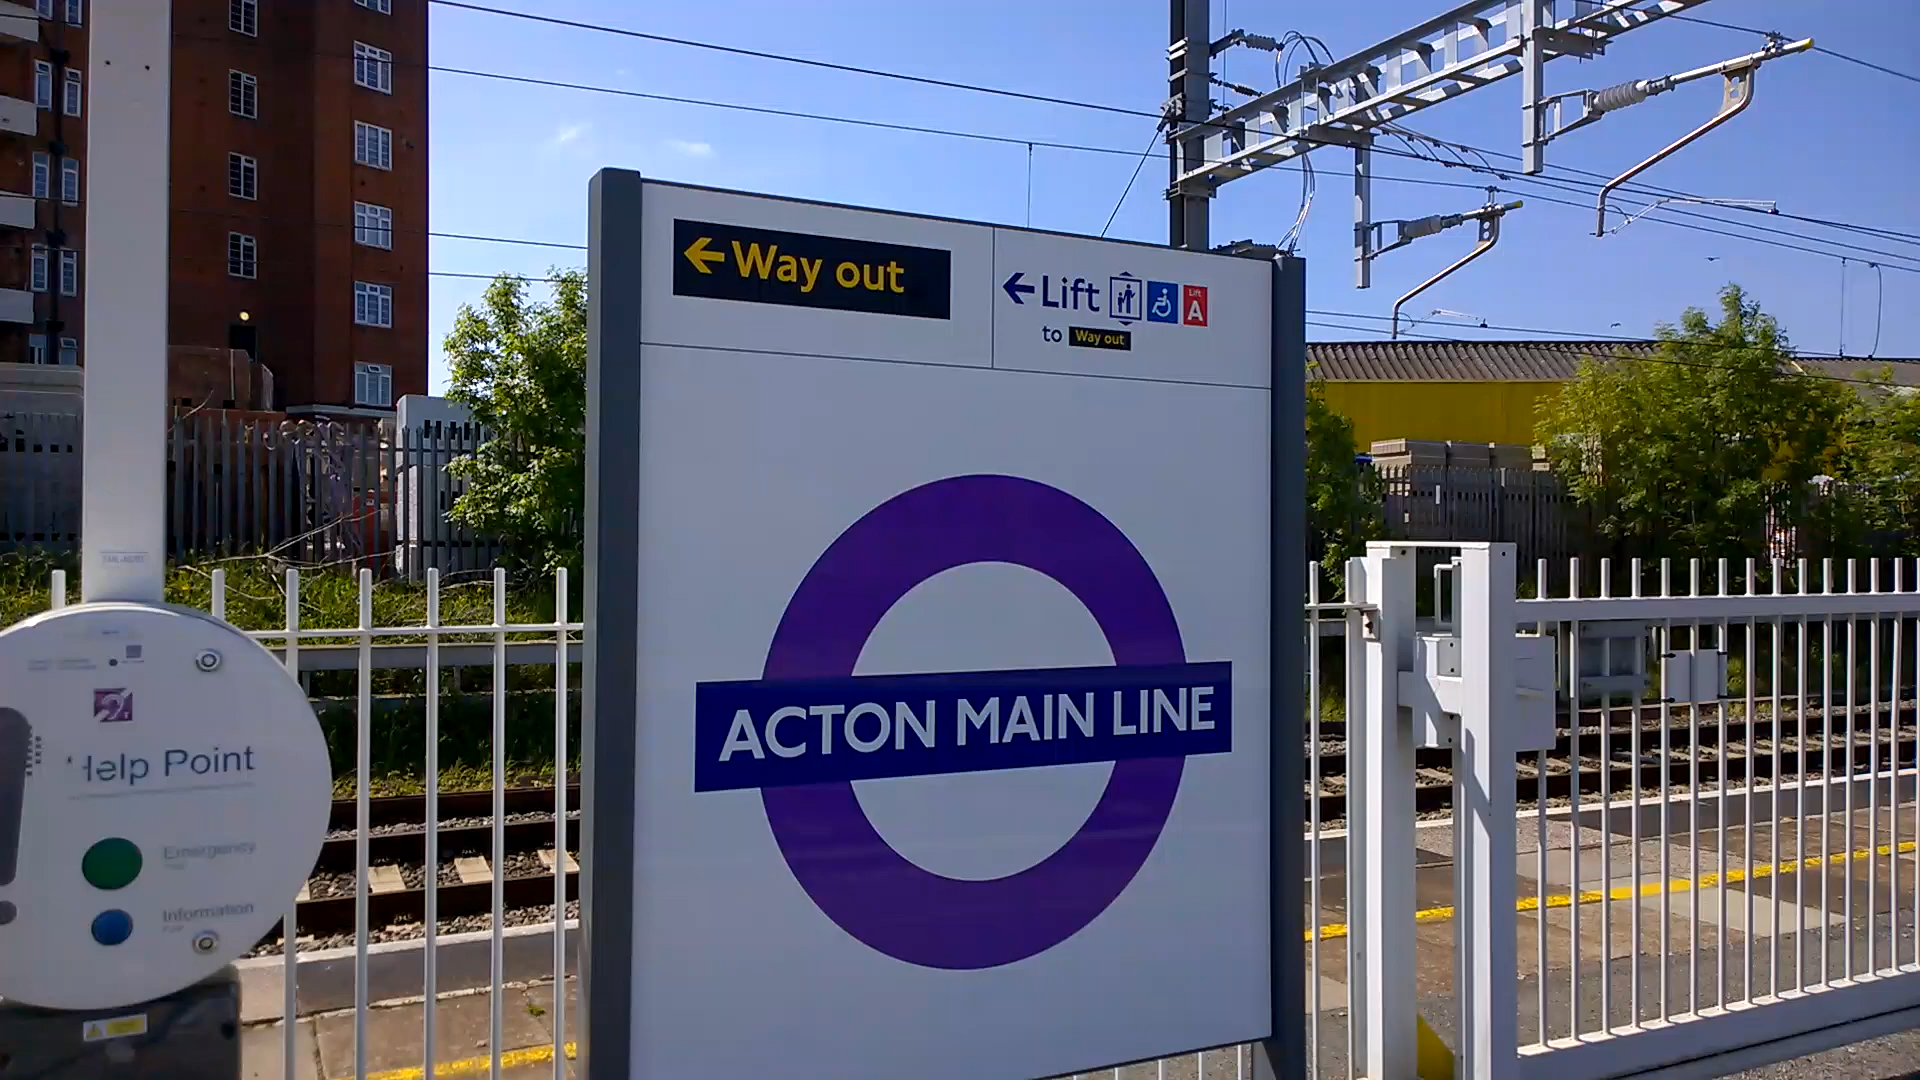 Way out
Lift
Lift
A
to Way out
ACTON MAIN LINE
Help Point
Emergency
Information